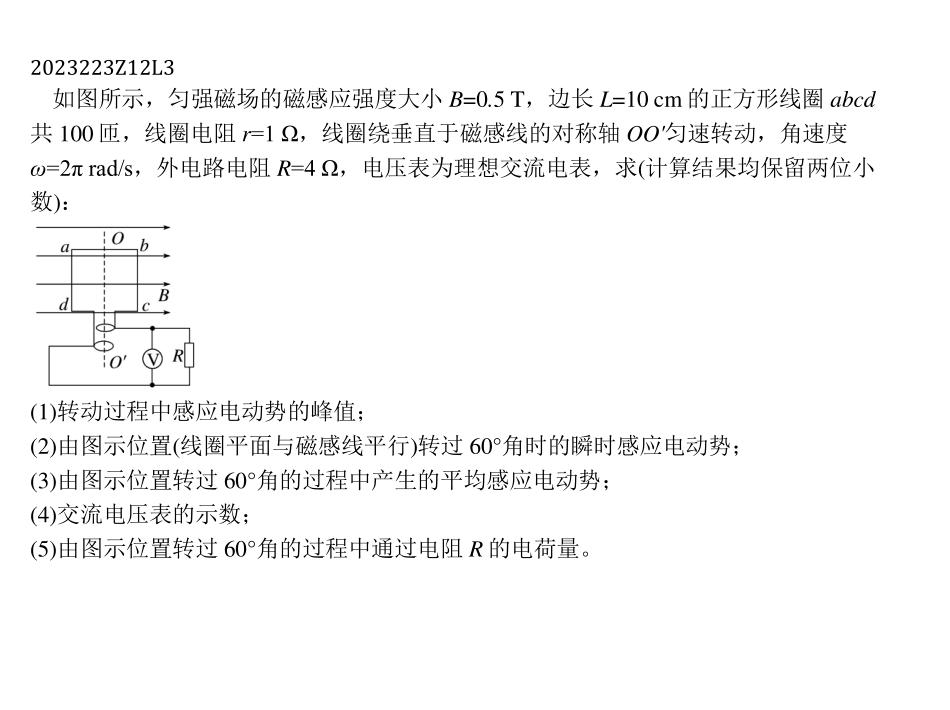 2023223Z12L3
如图所示，匀强磁场的磁感应强度大小 B=0.5 T，边长 L=10 cm 的正方形线圈 abcd
共 100 匝，线圈电阻 r=1 Ω，线圈绕垂直于磁感线的对称轴 OO′匀速转动，角速度
ω=2π rad/s，外电路电阻 R=4 Ω，电压表为理想交流电表，求(计算结果均保留两位小
数)：
O
a
b
B
d
c
O′
V
R
(1)转动过程中感应电动势的峰值；
(2)由图示位置(线圈平面与磁感线平行)转过 60°角时的瞬时感应电动势；
(3)由图示位置转过 60°角的过程中产生的平均感应电动势；
(4)交流电压表的示数；
(5)由图示位置转过 60°角的过程中通过电阻 R 的电荷量。